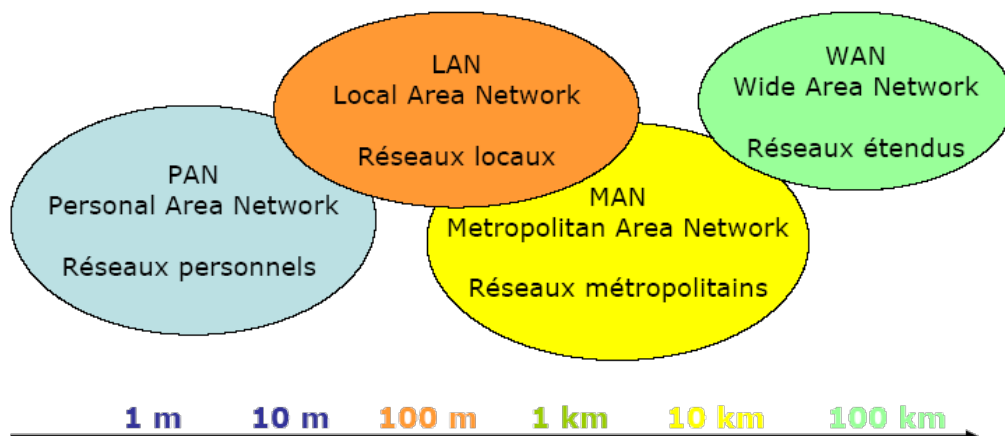 PAN
Personal Area Network
Réseaux personnels
LAN
Local Area Network
Réseaux locaux
MAN
Metropolitan Area Network
Réseaux métropolitains
WAN
Wide Area Network
Réseaux étendus
1 m 10 m 100 m 1 km 10 km 100 km